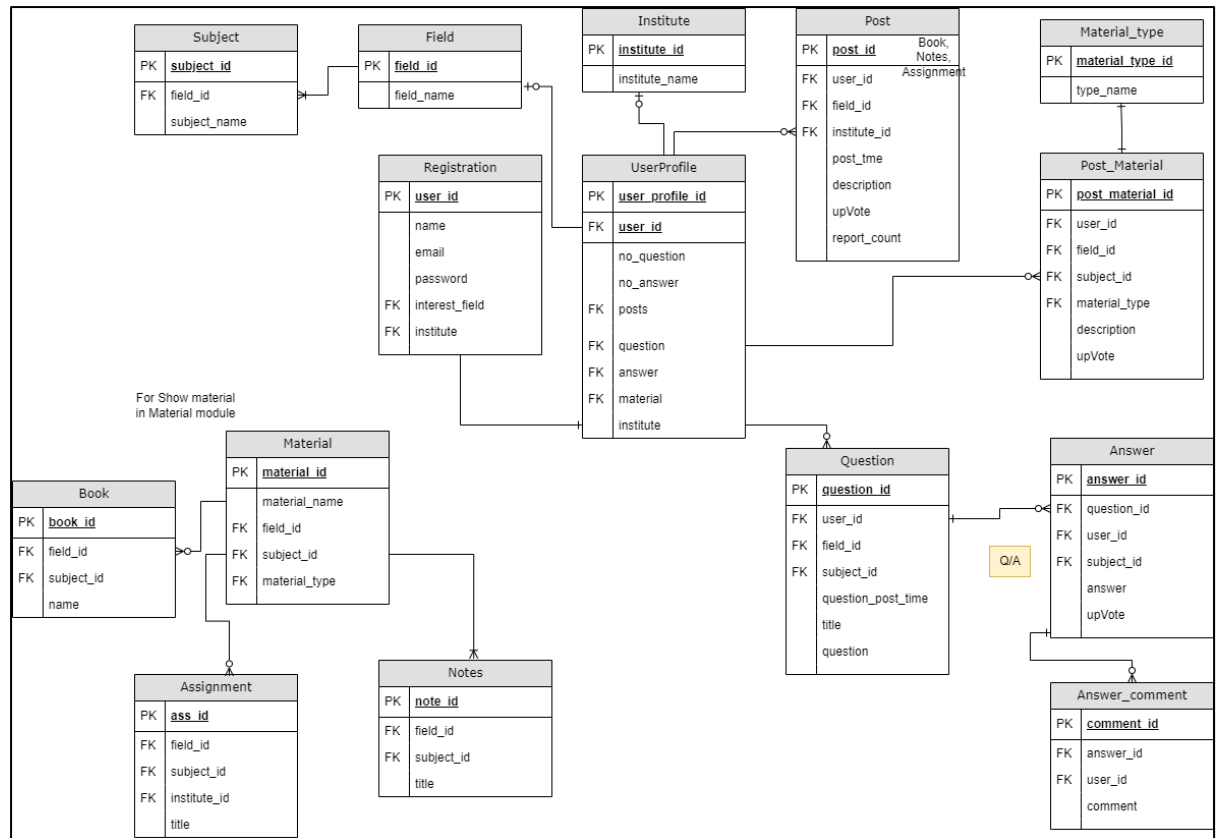 Subject
PK subject_id
FK field_id
subject_name
Field
PK field_id
field_name
Institute
PK institute_id
institute_name
Post
PK post_id
Book,
Notes,
Assignment
FK user_id
FK field_id
FK institute_id
post_tme
description
upVote
report_count
Material_type
PK material_type_id
type_name
Registration
PK user_id
name
email
password
FK interest_field
FK institute
UserProfile
PK user_profile_id
FK user_id
no_question
no_answer
FK posts
FK question
FK answer
FK material
institute
Post_Material
PK post_material_id
FK user_id
FK field_id
FK subject_id
FK material_type
description
upVote
For Show material
in Material module
Material
PK material_id
material_name
FK field_id
FK subject_id
FK material_type
Book
PK book_id
FK field_id
FK subject_id
name
Question
PK question_id
FK user_id
FK field_id
FK subject_id
question_post_time
title
question
Q/A
Answer
PK answer_id
FK question_id
FK user_id
FK subject_id
answer
upVote
Assignment
PK ass_id
FK field_id
FK subject_id
FK institute_id
title
Notes
PK note_id
FK field_id
FK subject_id
title
Answer_comment
PK comment_id
FK answer_id
FK user_id
comment